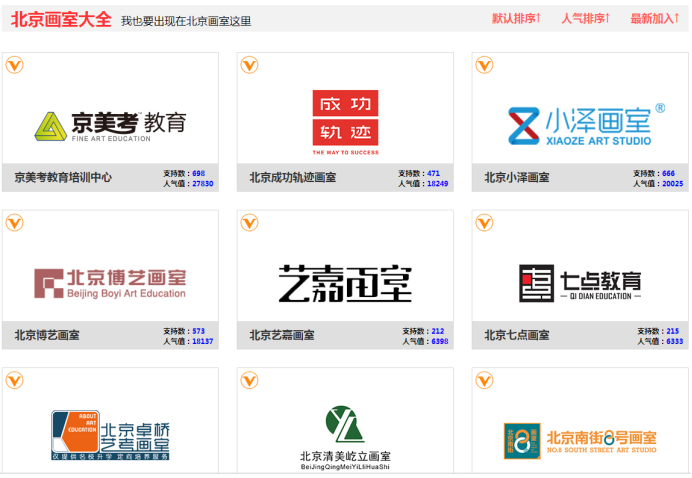 北京画室大全 我也要出现在北京画室这里 默认排序↑ 人气排序↑ 最新加入↑
京美考 教育
FINE ART EDUCATION
成功
轨迹
THE WAY TO SUCCESS
小泽画室®
XIAOZE ART STUDIO
京美考教育培训中心 支持数：698
人气值：27830
北京成功轨迹画室 支持数：471
人气值：18249
北京小泽画室 支持数：666
人气值：20025
北京博艺画室
Beijing Boyi Art Education
艺嘉画室
七点教育
QI DIAN EDUCATION
北京博艺画室 支持数：573
人气值：18137
北京艺嘉画室 支持数：212
人气值：6398
北京七点画室 支持数：215
人气值：6333
ABOUT
ART
EDUCATION
北京卓桥
艺考画室
仅提供名校升学 定向培养服务
北京清美屹立画室
BeiJingQingMeiYiLiHuaShi
北京南街8号画室
NO.8 SOUTH STREET ART STUDIO